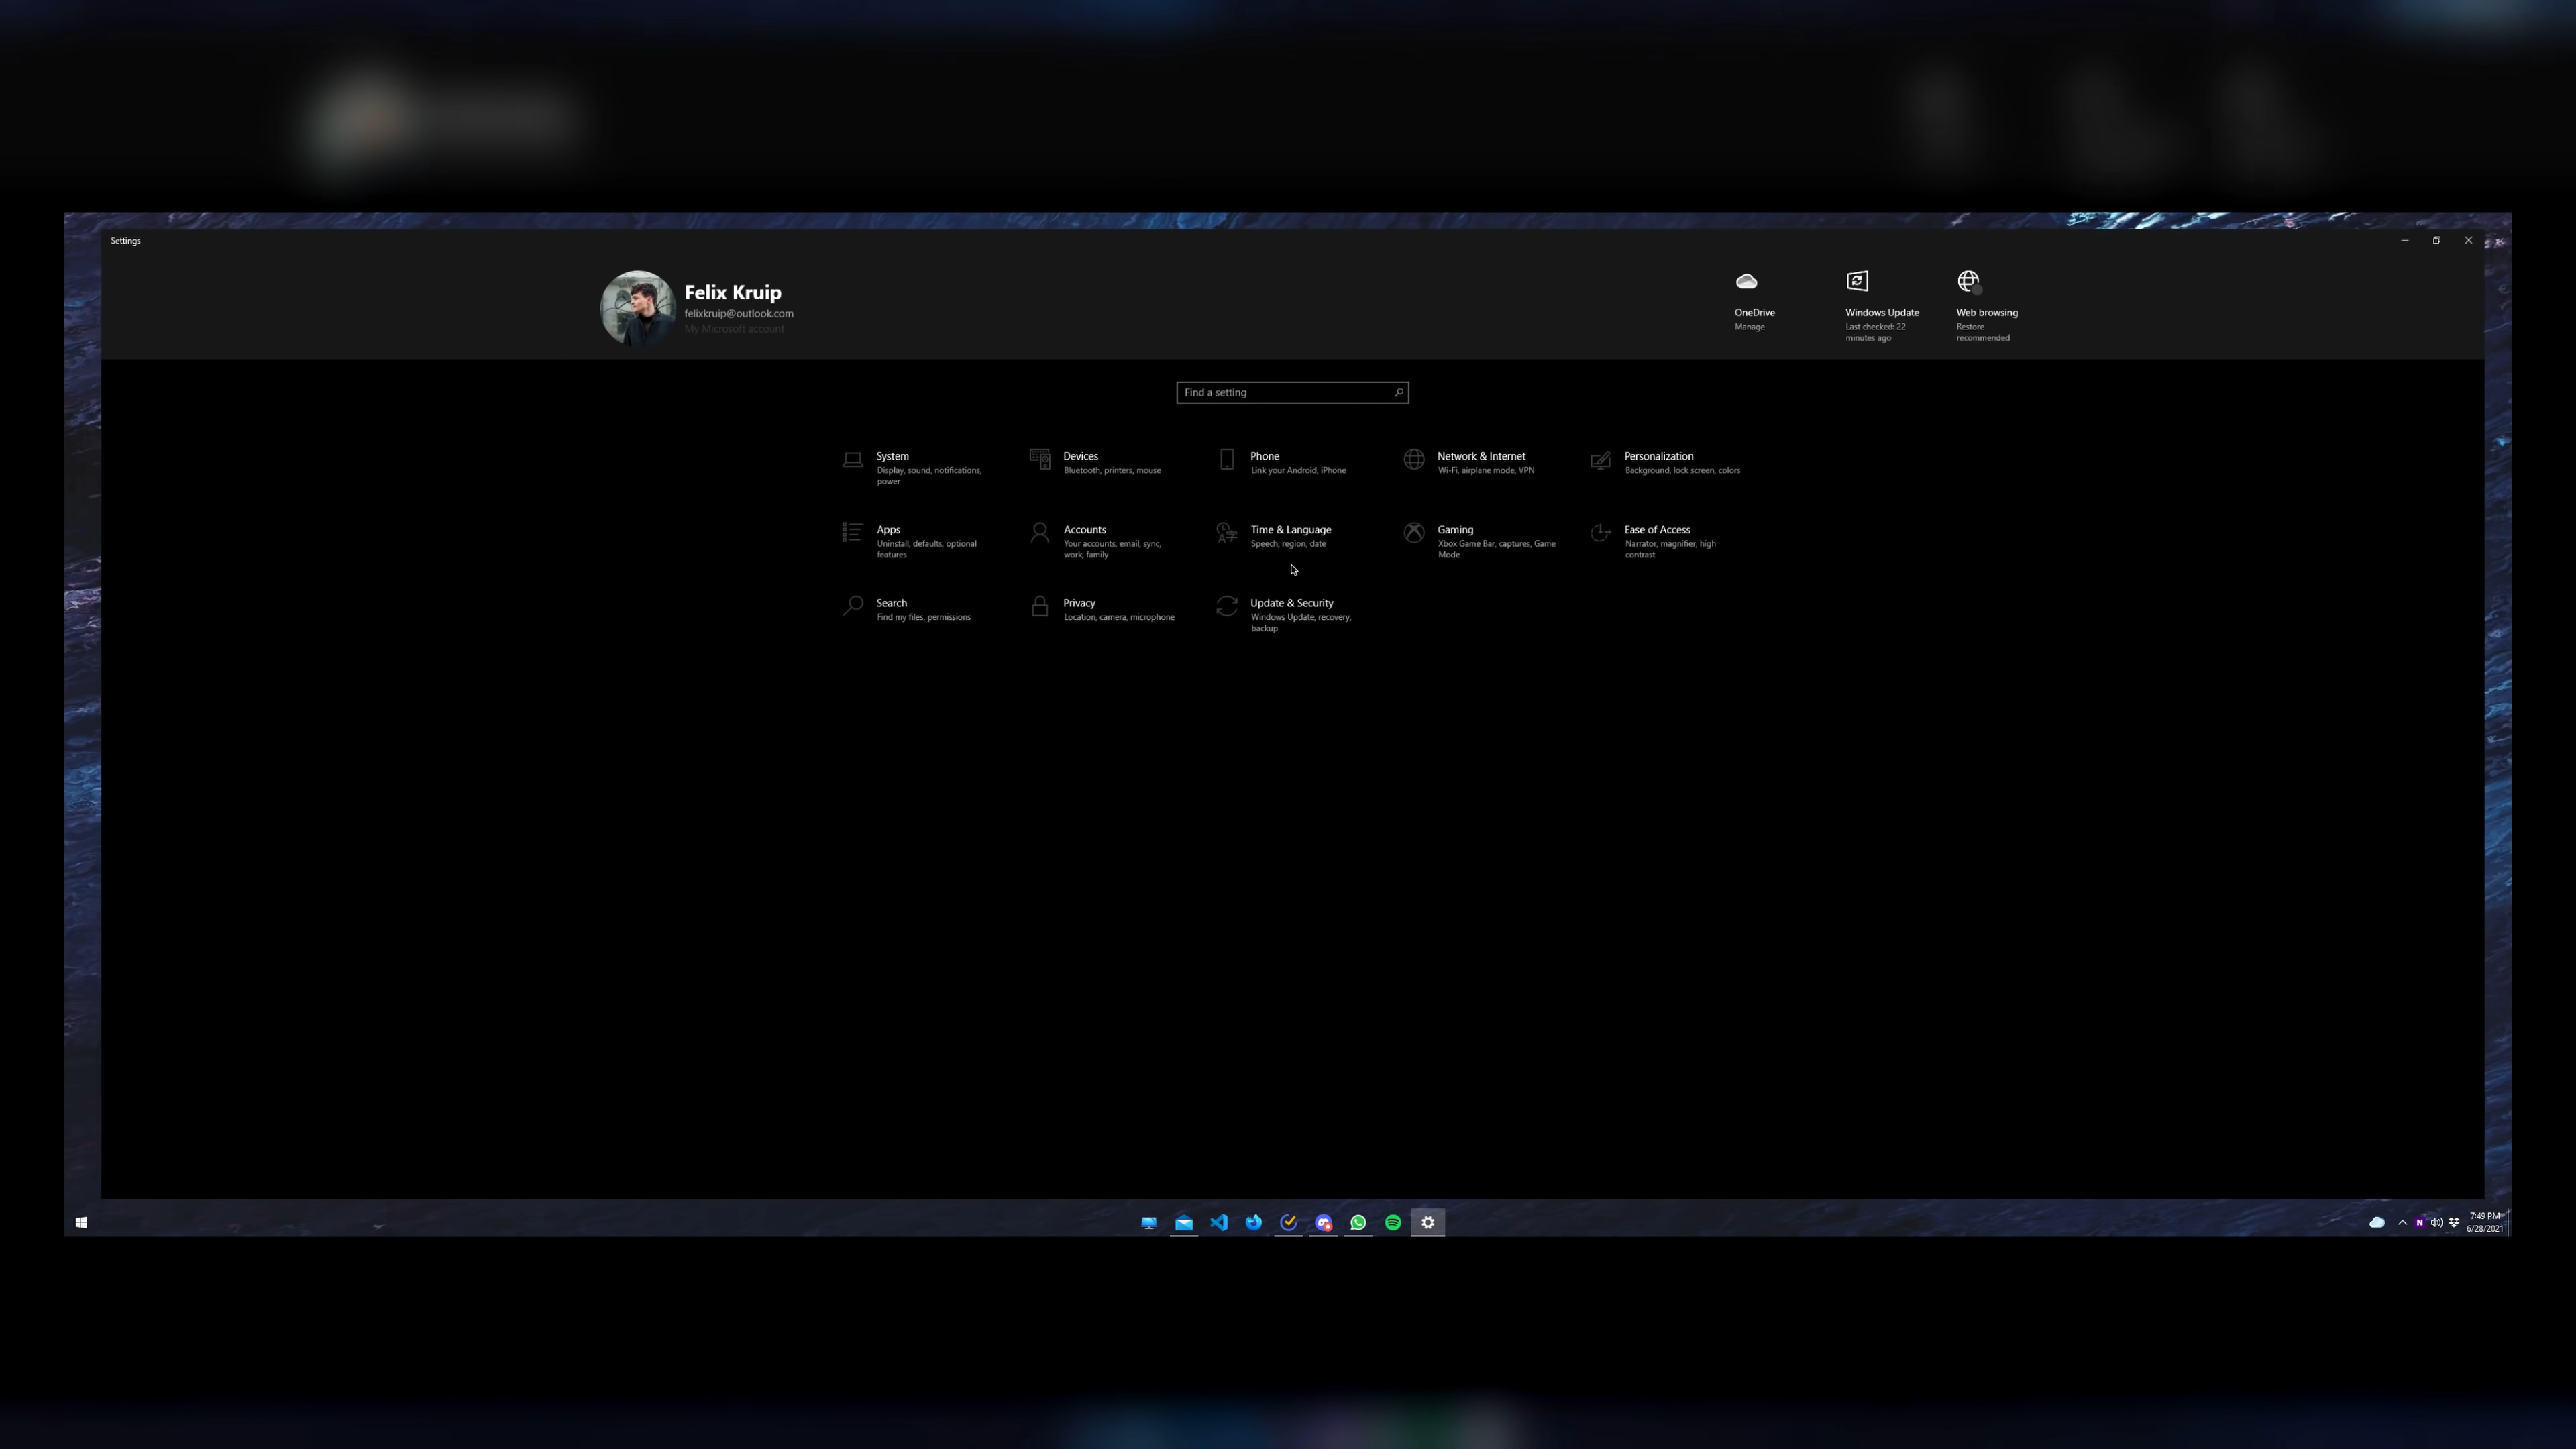 Settings
Felix Kruip
felixkruip@outlook.com
My Microsoft account
OneDrive
Manage
Windows Update
Last checked: 22
minutes ago
Web browsing
Restore
recommended
Find a setting
System
Display, sound, notifications,
power
Devices
Bluetooth, printers, mouse
Phone
Link your Android, iPhone
Network & Internet
Wi-Fi, airplane mode, VPN
Personalization
Background, lock screen, colors
Apps
Uninstall, defaults, optional
features
Accounts
Your accounts, email, sync,
work, family
Time & Language
Speech, region, date
Gaming
Xbox Game Bar, captures, Game
Mode
Ease of Access
Narrator, magnifier, high
contrast
Search
Find my files, permissions
Privacy
Location, camera, microphone
Update & Security
Windows Update, recovery,
backup
7:49 PM
6/28/2021